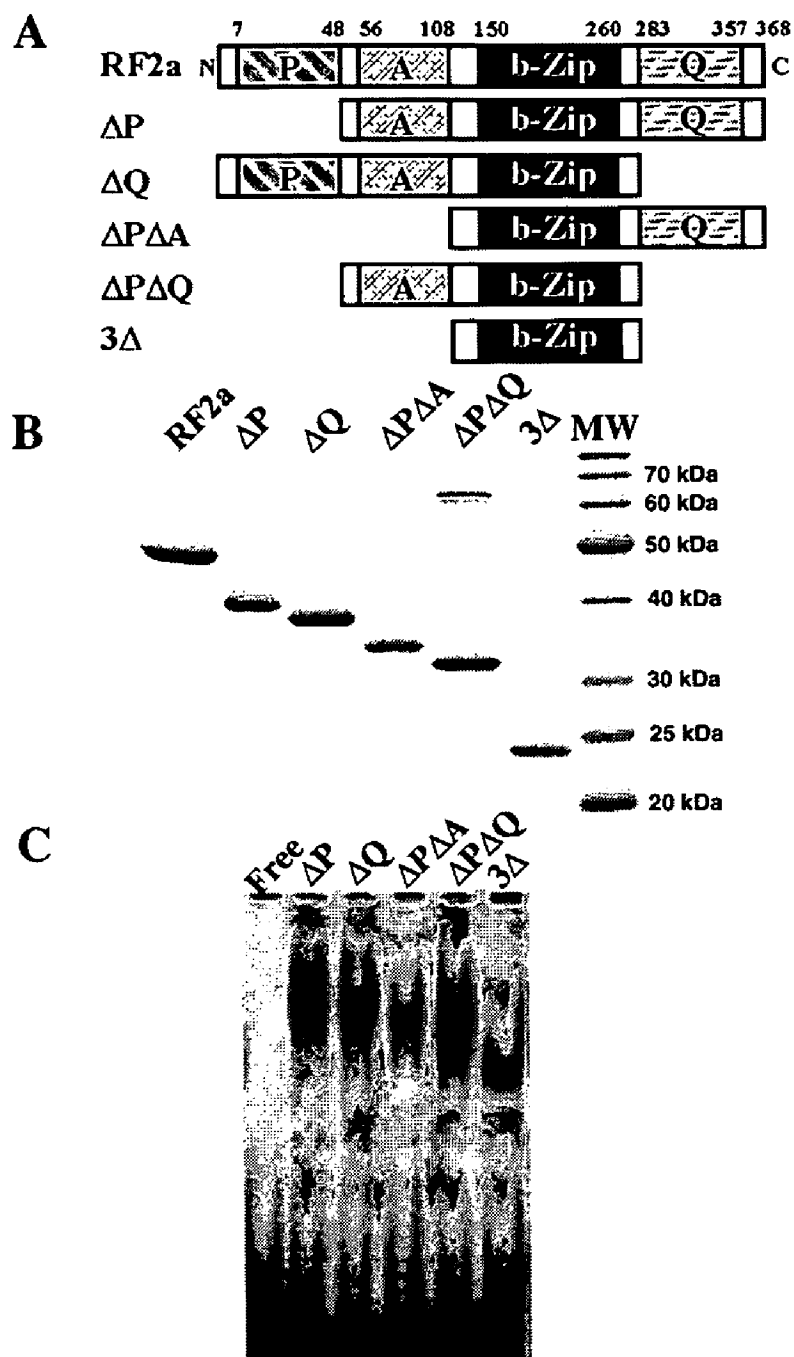 A
7 48 56 108 150 260 283 357 368
RF2a N P A b-Zip Q C
ΔP A b-Zip Q
ΔQ P A b-Zip
ΔPΔA b-Zip Q
ΔPΔQ A b-Zip
3Δ b-Zip
B
RF2a ΔP ΔQ ΔPΔA ΔPΔQ 3Δ MW
70 kDa
60 kDa
50 kDa
40 kDa
30 kDa
25 kDa
20 kDa
C
Free ΔP ΔQ ΔPΔA ΔPΔQ 3Δ